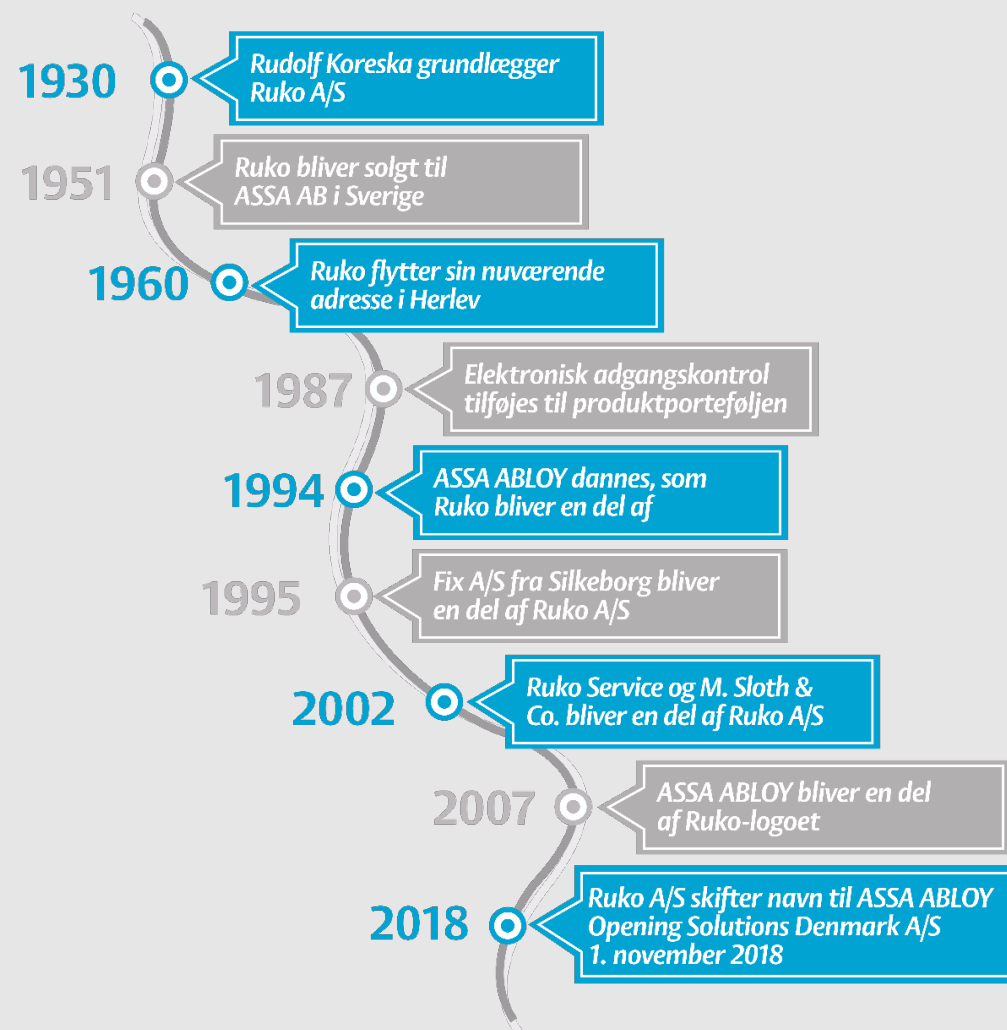 1930
Rudolf Koreska grundlægger
Ruko A/S
1951
Ruko bliver solgt til
ASSA AB i Sverige
1960
Ruko flytter sin nuværende
adresse i Herlev
1987
Elektronisk adgangskontrol
tilføjes til produktporteføljen
1994
ASSA ABLOY dannes, som
Ruko bliver en del af
1995
Fix A/S fra Silkeborg bliver
en del af Ruko A/S
2002
Ruko Service og M. Sloth &
Co. bliver en del af Ruko A/S
2007
ASSA ABLOY bliver en del
af Ruko-logoet
2018
Ruko A/S skifter navn til ASSA ABLOY
Opening Solutions Denmark A/S
1. november 2018